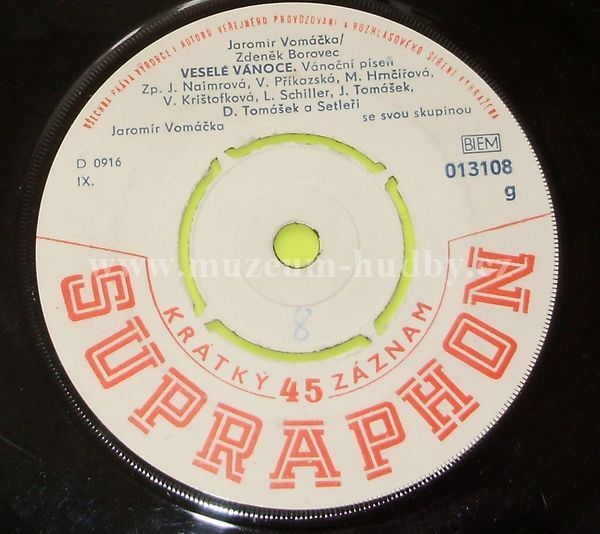 VŠECHNA PRÁVA VÝROBCE I AUTORŮ VEŘEJNÉHO PROVOZOVÁNÍ A ROZHLASOVÉHO ŠÍŘENÍ VYHRAŽENA
Jaromír Vomáčka/
Zdeněk Borovec
VESELÉ VÁNOCE. Vánoční píseň
Zp. J. Naimrová, V. Příkazská, M. Hrnčířová,
V. Krištofková, L. Schiller, J. Tomášek,
D. Tomášek a Setleři
Jaromír Vomáčka se svou skupinou
D 0916
IX.
BIEM
013108
g
www.muzeum-hudby.cz
8
KRÁTKÝ 45 ZÁZNAM
SUPRAPHON